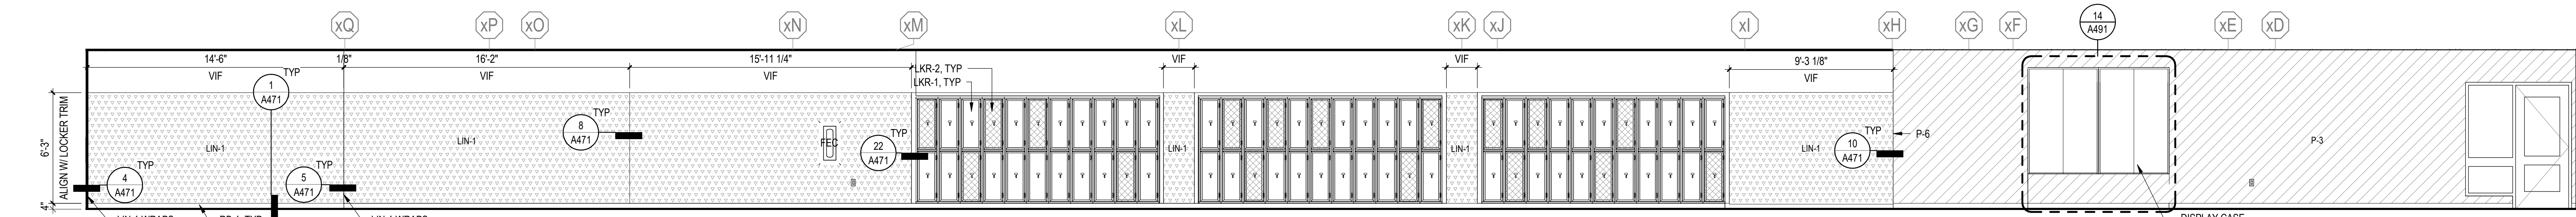 xQ
xP
xO
xN
xM
xL
xK
xJ
xI
xH
xG
xF
14
A491
xE
xD
14'-6"
VIF
1/8"
16'-2"
VIF
15'-11 1/4"
VIF
VIF
VIF
9'-3 1/8"
VIF
LKR-2, TYP
LKR-1, TYP
1
A471
TYP
8
A471
TYP
22
A471
TYP
10
A471
TYP
4
A471
TYP
5
A471
TYP
6'-3"
ALIGN W/ LOCKER TRIM
4"
LIN-1
LIN-1
FEC
LIN-1
LIN-1
LIN-1
P-6
P-3
DISPLAY CASE